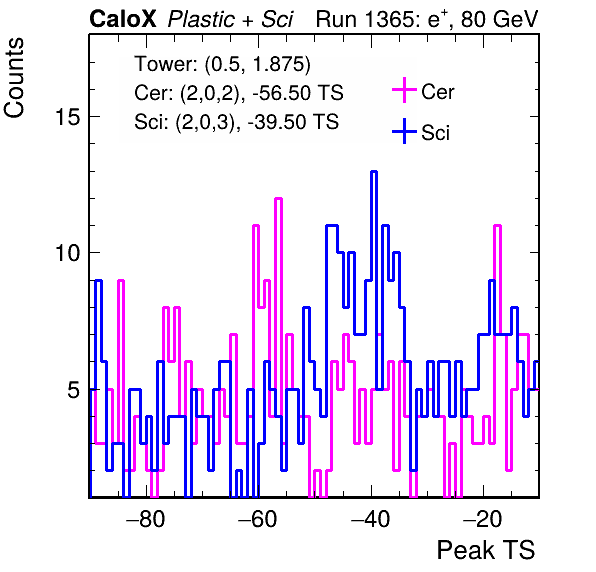 CaloX Plastic + Sci Run 1365: e⁺, 80 GeV
Counts
Tower: (0.5, 1.875)
Cer: (2,0,2), -56.50 TS
Sci: (2,0,3), -39.50 TS
Cer
Sci
15
10
5
−80 −60 −40 −20
Peak TS